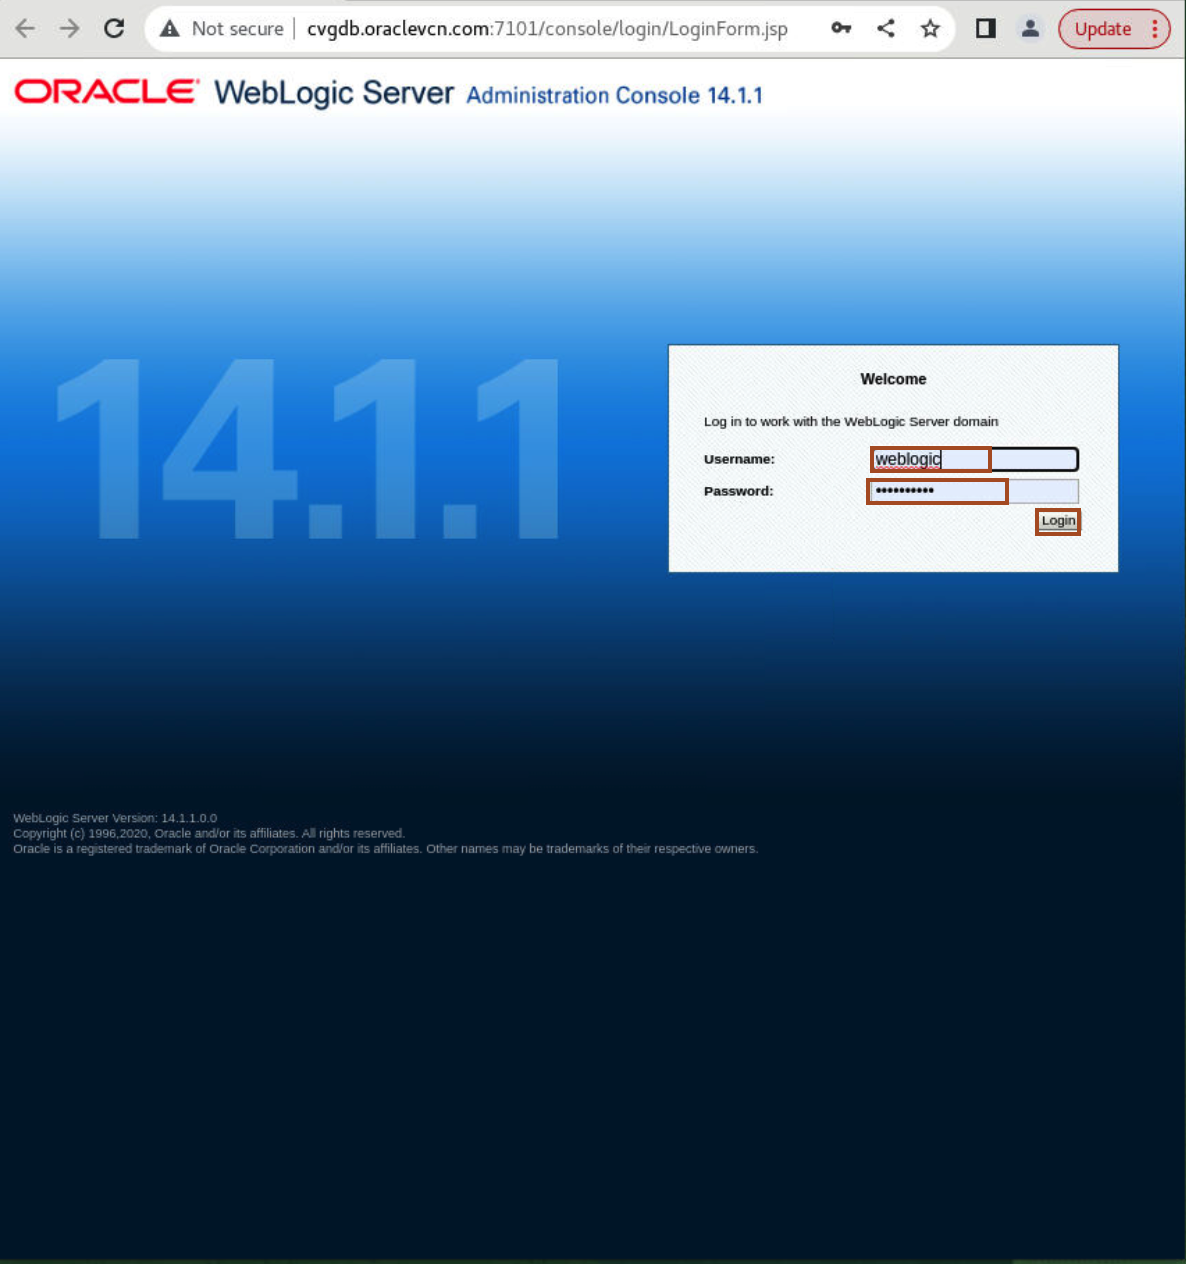 Not secure | cvgdb.oraclevcn.com:7101/console/login/LoginForm.jsp Update
ORACLE WebLogic Server Administration Console 14.1.1
14.1.1
Welcome
Log in to work with the WebLogic Server domain
Username: weblogic
Password: ••••••••••
Login
WebLogic Server Version: 14.1.1.0.0
Copyright (c) 1996,2020, Oracle and/or its affiliates. All rights reserved.
Oracle is a registered trademark of Oracle Corporation and/or its affiliates. Other names may be trademarks of their respective owners.